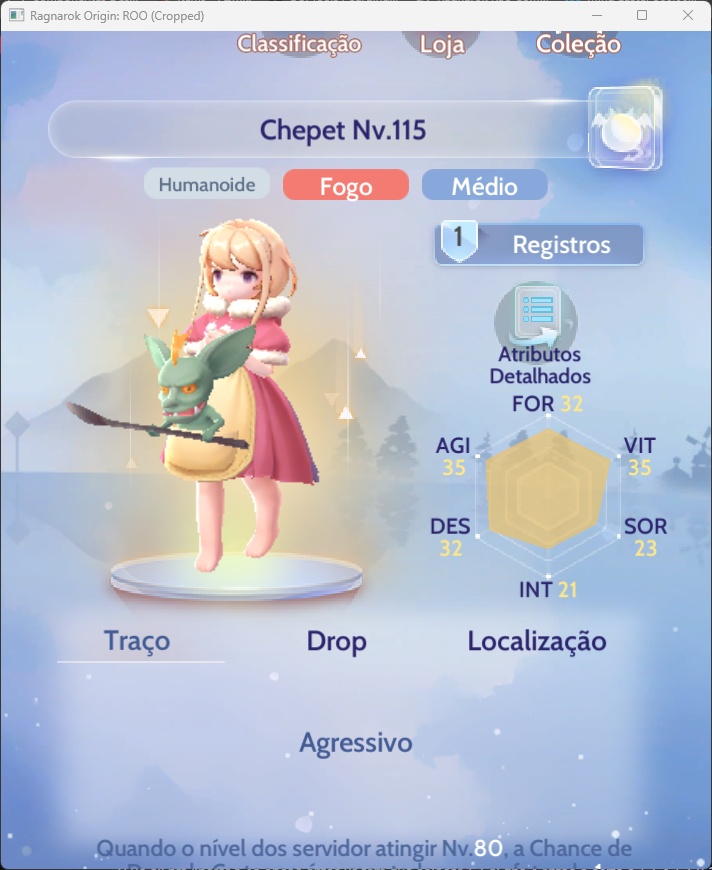 Ragnarok Origin: ROO (Cropped)
Classificação
Loja
Coleção
Chepet Nv.115
Humanoide
Fogo
Médio
1
Registros
Atributos
Detalhados
FOR 32
AGI
35
VIT
35
DES
32
SOR
23
INT 21
Traço
Drop
Localização
Agressivo
Quando o nível dos servidor atingir Nv.80, a Chance de